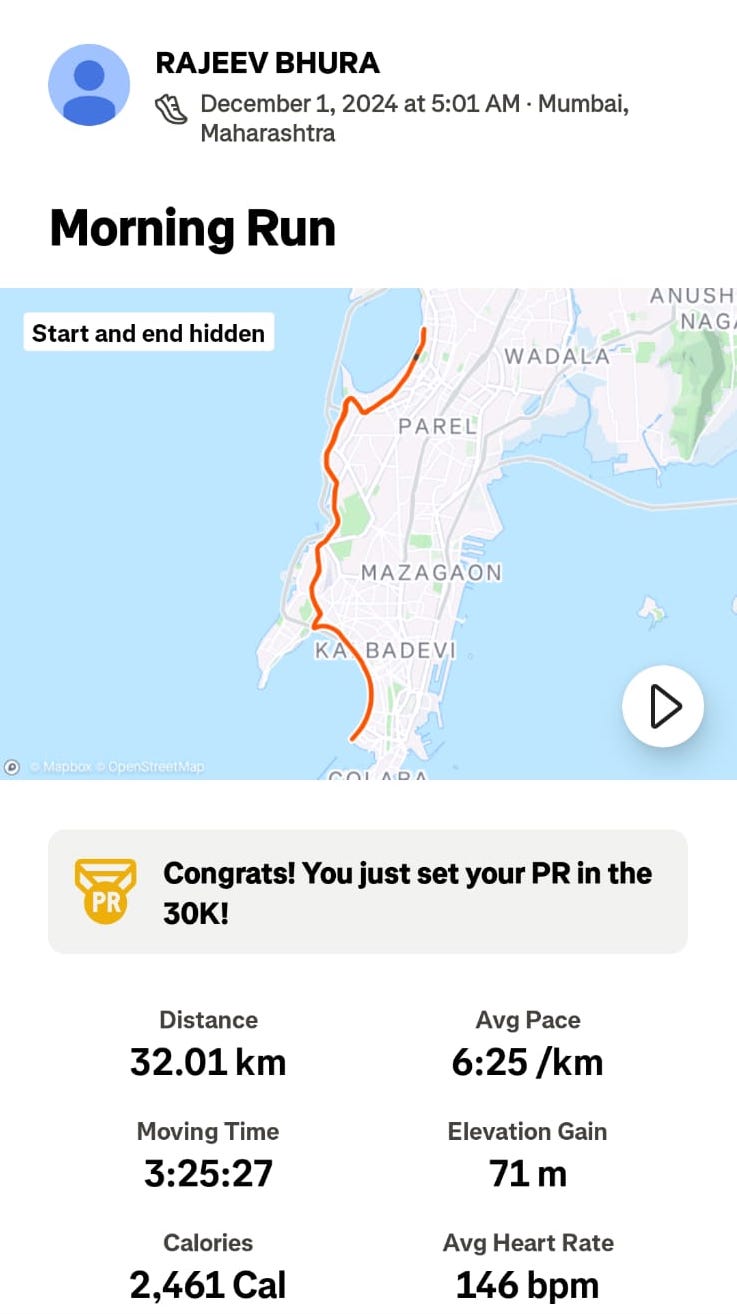 RAJEEV BHURA
December 1, 2024 at 5:01 AM · Mumbai,
Maharashtra
Morning Run
Start and end hidden
ANUSH
NAGA
WADALA
PAREL
MAZAGAON
KA BADEVI
© Mapbox © OpenStreetMap
COLABA
PR
Congrats! You just set your PR in the
30K!
Distance
Avg Pace
32.01 km
6:25 /km
Moving Time
Elevation Gain
3:25:27
71 m
Calories
Avg Heart Rate
2,461 Cal
146 bpm